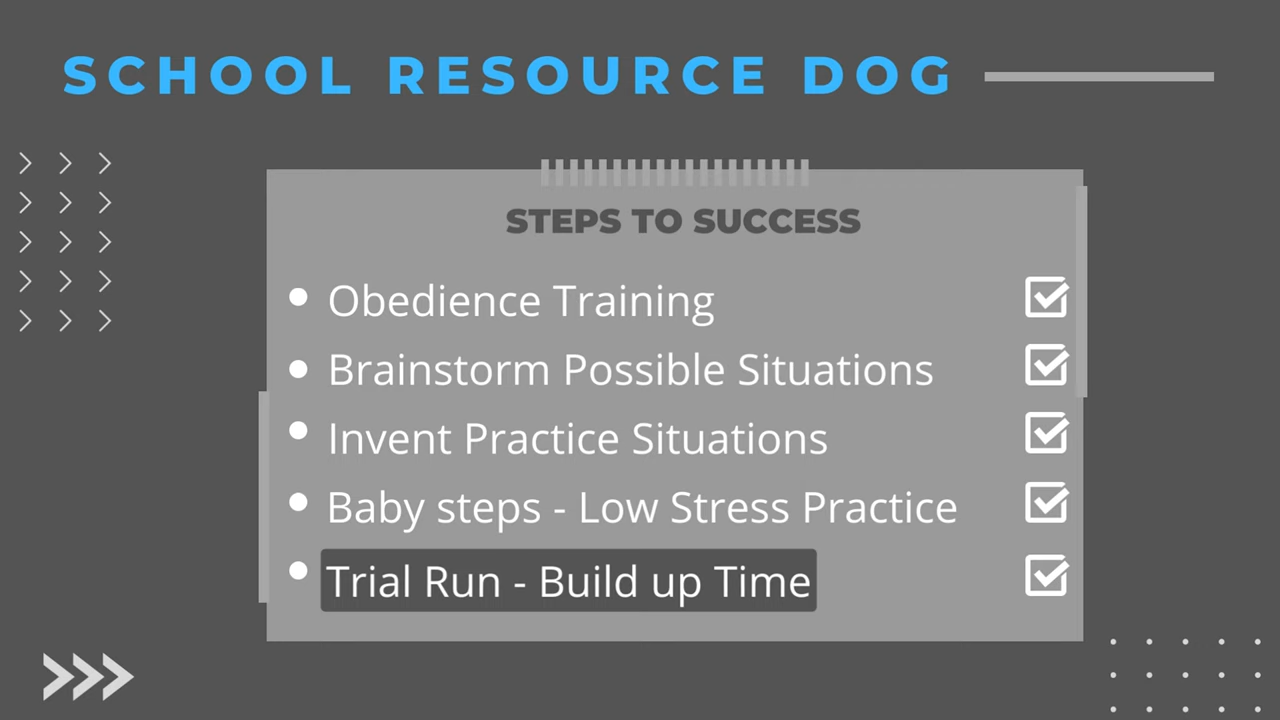 SCHOOL RESOURCE DOG
STEPS TO SUCCESS
Obedience Training
Brainstorm Possible Situations
Invent Practice Situations
Baby steps - Low Stress Practice
Trial Run - Build up Time